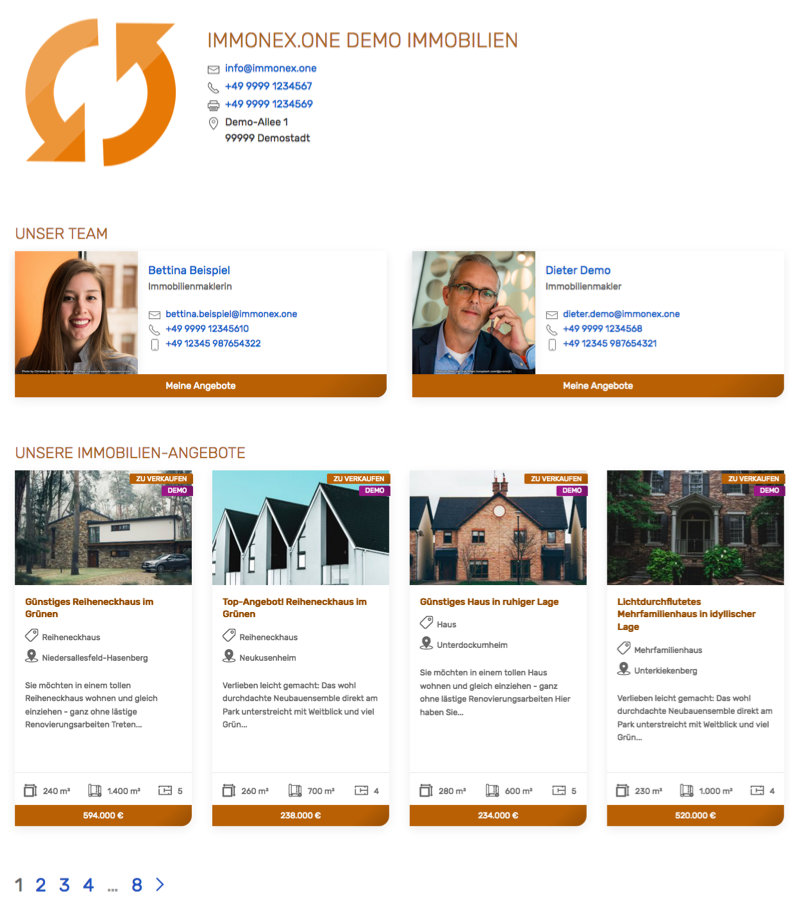 IMMONEX.ONE DEMO IMMOBILIEN
info@immonex.one
+49 9999 1234567
+49 9999 1234569
Demo-Allee 1
99999 Demostadt
UNSER TEAM
Bettina Beispiel
Immobilienmaklerin
bettina.beispiel@immonex.one
+49 9999 12345610
+49 12345 987654322
Meine Angebote
Dieter Demo
Immobilienmakler
dieter.demo@immonex.one
+49 9999 1234568
+49 12345 987654321
Meine Angebote
UNSERE IMMOBILIEN-ANGEBOTE
ZU VERKAUFEN
DEMO
Günstiges Reiheneckhaus im
Grünen
Reiheneckhaus
Niedersallesfeld-Hasenberg
Sie möchten in einem tollen
Reiheneckhaus wohnen und gleich
einziehen - ganz ohne lästige
Renovierungsarbeiten Treten...
240 m² 1.400 m² 5
594.000 €
ZU VERKAUFEN
DEMO
Top-Angebot! Reiheneckhaus im
Grünen
Reiheneckhaus
Neukusenheim
Verlieben leicht gemacht: Das wohl
durchdachte Neubauensemble direkt am
Park unterstreicht mit Weitblick und viel
Grün...
260 m² 700 m² 4
238.000 €
ZU VERKAUFEN
DEMO
Günstiges Haus in ruhiger Lage
Haus
Unterdockumheim
Sie möchten in einem tollen Haus
wohnen und gleich einziehen - ganz
ohne lästige Renovierungsarbeiten Hier
haben Sie...
280 m² 600 m² 5
234.000 €
ZU VERKAUFEN
DEMO
Lichtdurchflutetes
Mehrfamilienhaus in idyllischer
Lage
Mehrfamilienhaus
Unterkiekenberg
Verlieben leicht gemacht: Das wohl
durchdachte Neubauensemble direkt am
Park unterstreicht mit Weitblick und viel
Grün...
230 m² 1.000 m² 4
520.000 €
1 2 3 4 ... 8